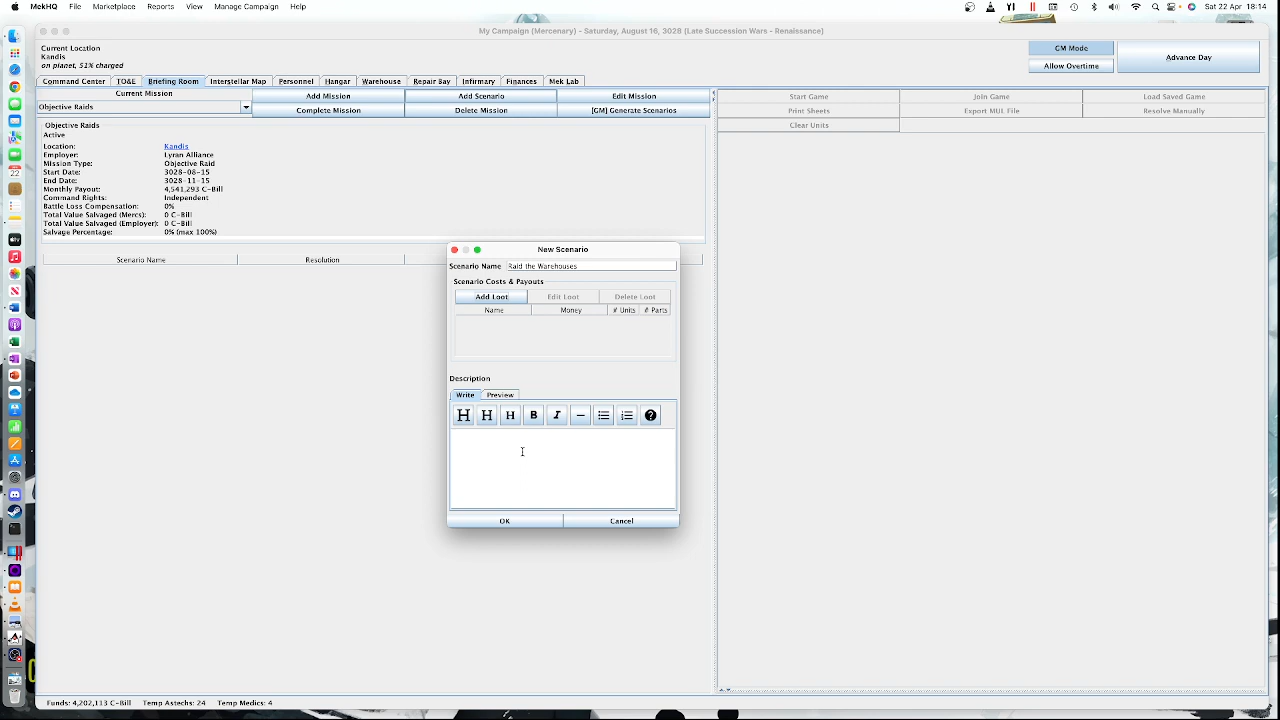 MekHQ File Marketplace Reports View Manage Campaign Help
Sat 22 Apr 18:14
My Campaign (Mercenary) - Saturday, August 16, 3028 (Late Succession Wars - Renaissance)
Current Location
Kandis
on planet, 51% charged
GM Mode
Allow Overtime
Advance Day
Command Center TO&E Briefing Room Interstellar Map Personnel Hangar Warehouse Repair Bay Infirmary Finances Mek Lab
Current Mission
Objective Raids
Add Mission Add Scenario Edit Mission
Complete Mission Delete Mission [GM] Generate Scenarios
Start Game Join Game Load Saved Game
Print Sheets Export MUL File Resolve Manually
Clear Units
Objective Raids
Active
Location: Kandis
Employer: Lyran Alliance
Mission Type: Objective Raid
Start Date: 3028-08-15
End Date: 3028-11-15
Monthly Payout: 4,541,293 C-Bill
Command Rights: Independent
Battle Loss Compensation: 0%
Total Value Salvaged (Mercs): 0 C-Bill
Total Value Salvaged (Employer): 0 C-Bill
Salvage Percentage: 0% (max 100%)
Scenario Name Resolution
New Scenario
Scenario Name Raid the Warehouses
Scenario Costs & Payouts
Add Loot Edit Loot Delete Loot
Name Money # Units # Parts
Description
Write Preview
H H H B I
OK Cancel
Funds: 4,202,113 C-Bill Temp Astechs: 24 Temp Medics: 4